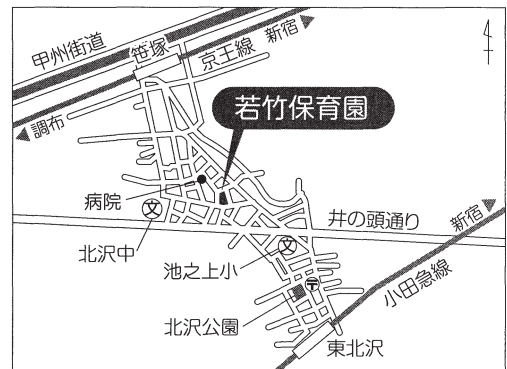 甲州街道
笹塚
京王線
新宿
調布
若竹保育園
病院
文
北沢中
井の頭通り
新宿
文
池之上小
小田急線
〒
北沢公園
東北沢